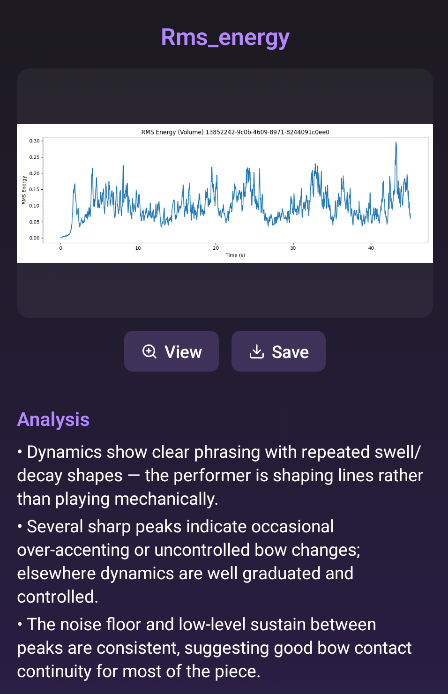 Rms_energy
RMS Energy (Volume) 13852242-9c0b-4609-8971-8244091c0ee0
0.30
0.25
0.20
0.15
0.10
0.05
0.00
RMS Energy
0 10 20 30 40
Time (s)
View Save
Analysis
• Dynamics show clear phrasing with repeated swell/
decay shapes — the performer is shaping lines rather
than playing mechanically.
• Several sharp peaks indicate occasional
over-accenting or uncontrolled bow changes;
elsewhere dynamics are well graduated and
controlled.
• The noise floor and low-level sustain between
peaks are consistent, suggesting good bow contact
continuity for most of the piece.